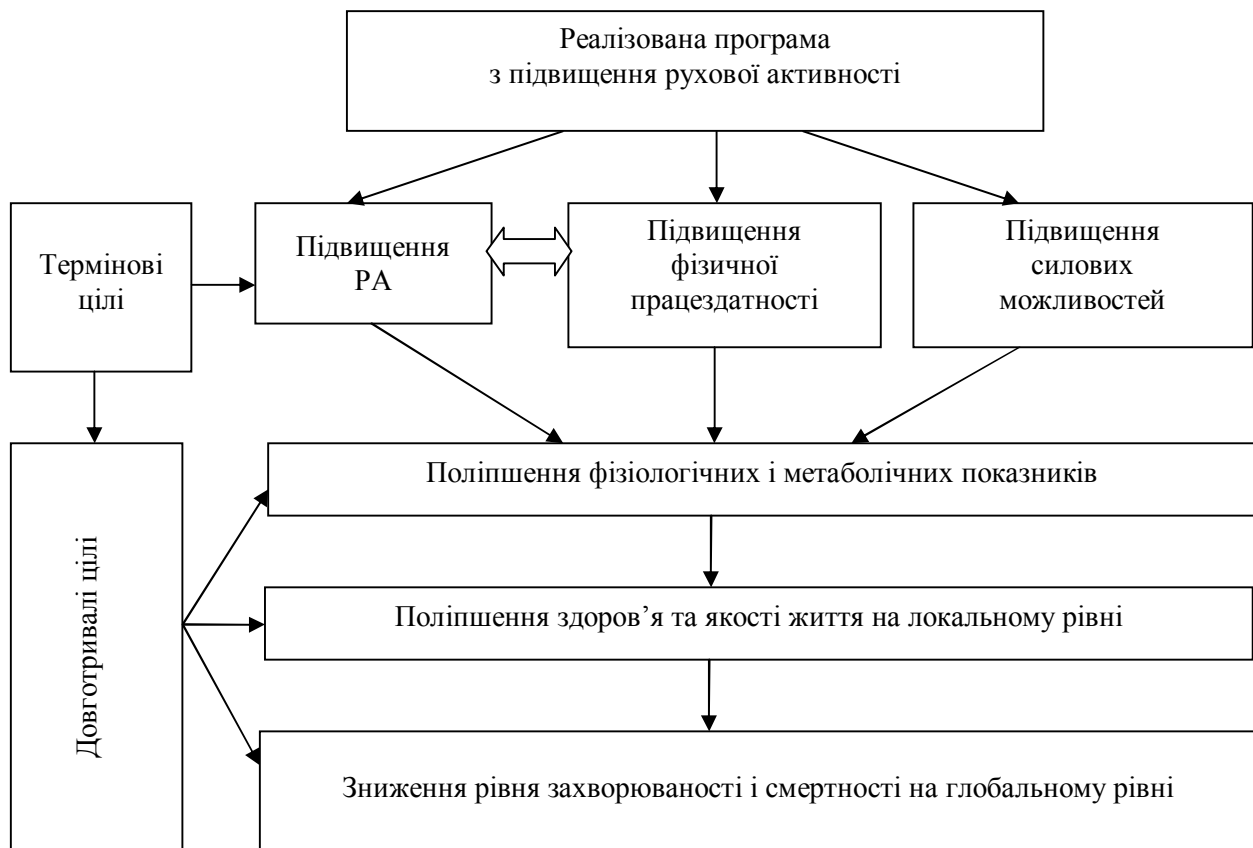 Реалізована програма
з підвищення рухової активності
Термінові
цілі
Підвищення
РА
Підвищення
фізичної
працездатності
Підвищення
силових
можливостей
Довготривалі цілі
Поліпшення фізіологічних і метаболічних показників
Поліпшення здоров’я та якості життя на локальному рівні
Зниження рівня захворюваності і смертності на глобальному рівні